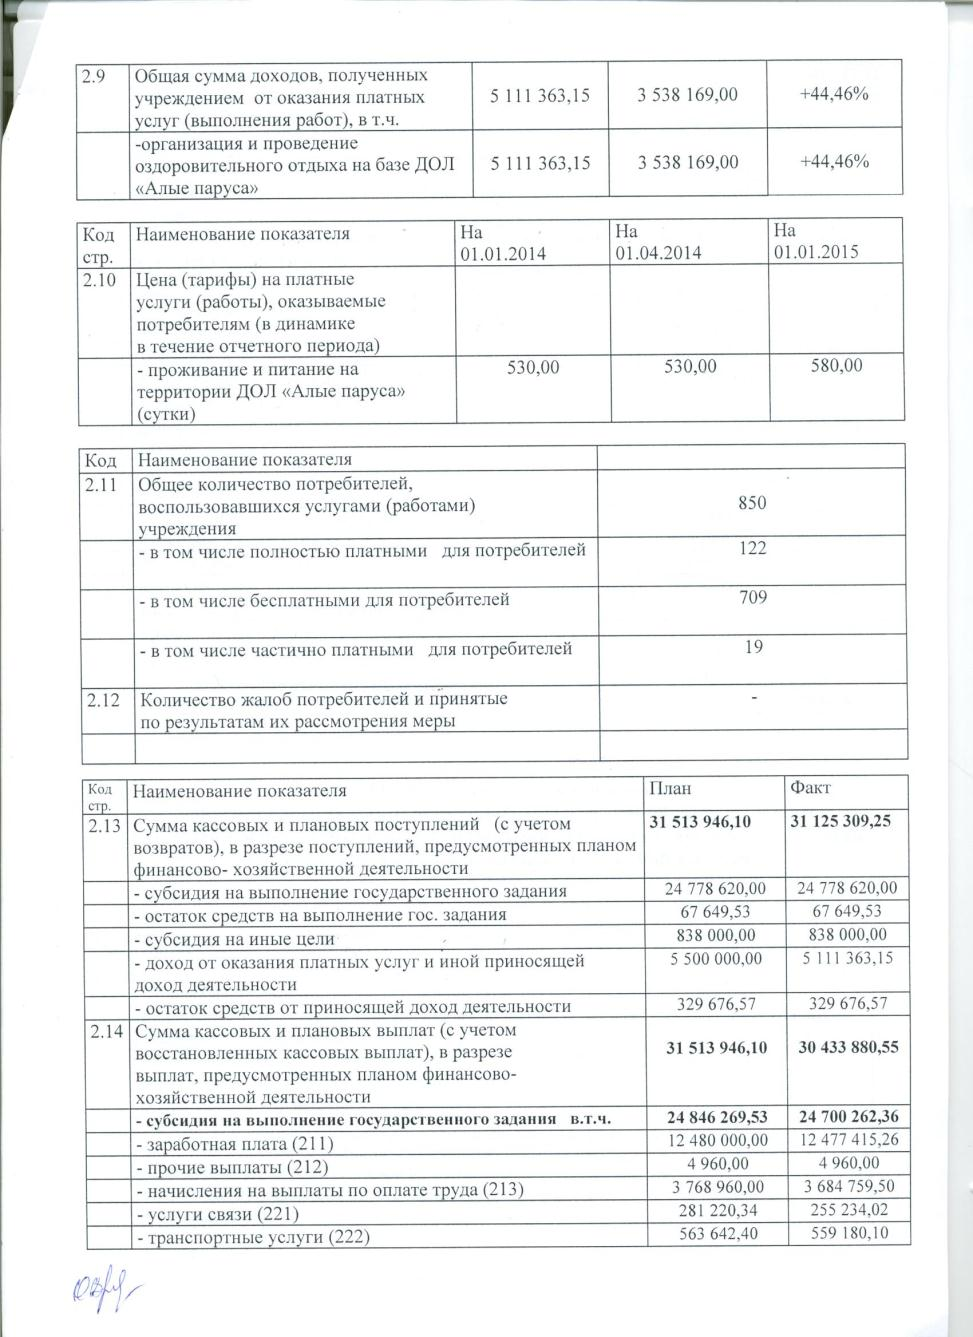 2.9 Общая сумма доходов, полученных
учреждением от оказания платных 5 111 363,15 3 538 169,00 +44,46%
услуг (выполнения работ), в т.ч.
-организация и проведение
оздоровительного отдыха на базе ДОЛ 5 111 363,15 3 538 169,00 +44,46%
«Алые паруса»
Код Наименование показателя На На На
стр. 01.01.2014 01.04.2014 01.01.2015
2.10 Цена (тарифы) на платные
услуги (работы), оказываемые
потребителям (в динамике
в течение отчетного периода)
- проживание и питание на 530,00 530,00 580,00
территории ДОЛ «Алые паруса»
(сутки)
Код Наименование показателя
2.11 Общее количество потребителей,
воспользовавшихся услугами (работами) 850
учреждения
- в том числе полностью платными для потребителей 122
- в том числе бесплатными для потребителей 709
- в том числе частично платными для потребителей 19
2.12 Количество жалоб потребителей и принятые -
по результатам их рассмотрения меры
Код Наименование показателя План Факт
стр.
2.13 Сумма кассовых и плановых поступлений (с учетом 31 513 946,10 31 125 309,25
возвратов), в разрезе поступлений, предусмотренных планом
финансово- хозяйственной деятельности
- субсидия на выполнение государственного задания 24 778 620,00 24 778 620,00
- остаток средств на выполнение гос. задания 67 649,53 67 649,53
- субсидия на иные цели 838 000,00 838 000,00
- доход от оказания платных услуг и иной приносящей 5 500 000,00 5 111 363,15
доход деятельности
- остаток средств от приносящей доход деятельности 329 676,57 329 676,57
2.14 Сумма кассовых и плановых выплат (с учетом
восстановленных кассовых выплат), в разрезе 31 513 946,10 30 433 880,55
выплат, предусмотренных планом финансово-
хозяйственной деятельности
- субсидия на выполнение государственного задания в.т.ч. 24 846 269,53 24 700 262,36
- заработная плата (211) 12 480 000,00 12 477 415,26
- прочие выплаты (212) 4 960,00 4 960,00
- начисления на выплаты по оплате труда (213) 3 768 960,00 3 684 759,50
- услуги связи (221) 281 220,34 255 234,02
- транспортные услуги (222) 563 642,40 559 180,10